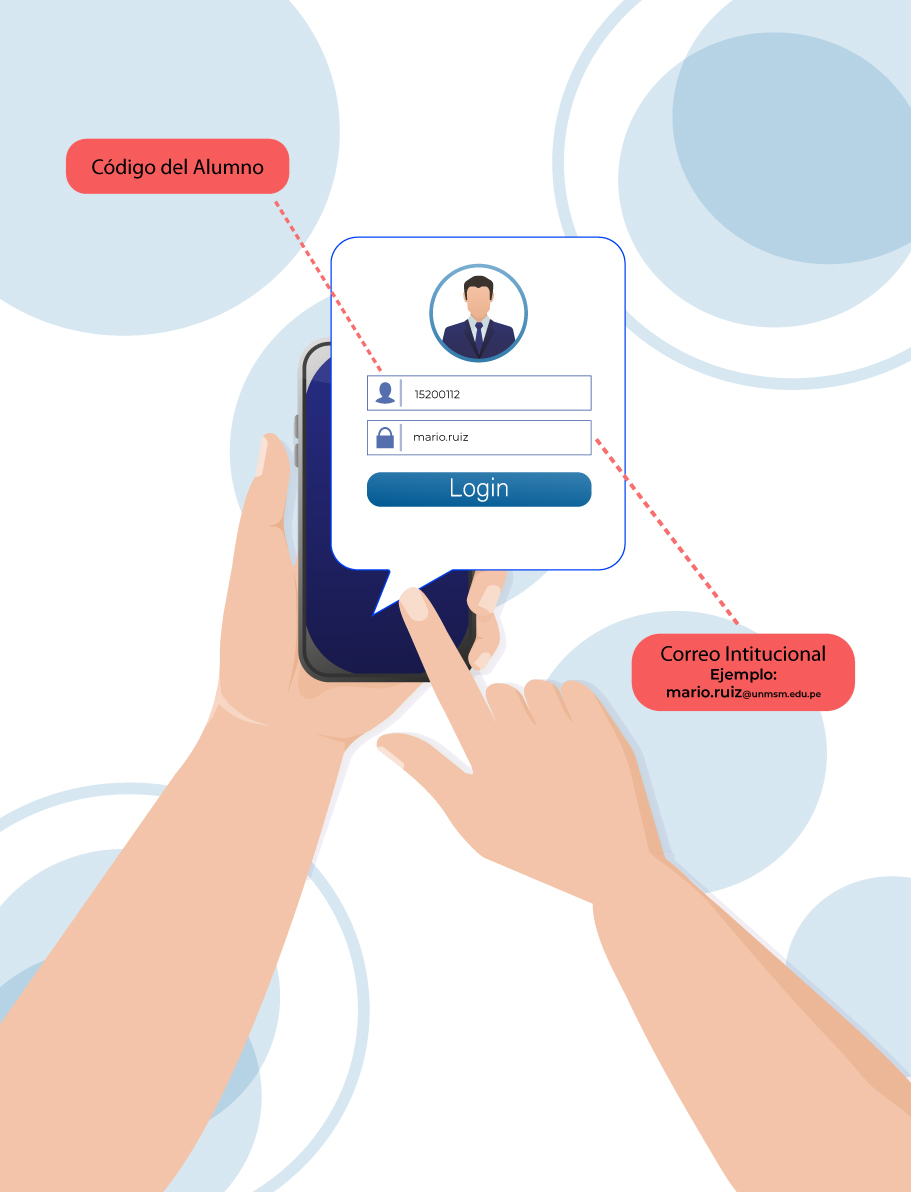 Código del Alumno
15200112
mario.ruiz
Login
Correo Intitucional
Ejemplo:
mario.ruiz@unmsm.edu.pe